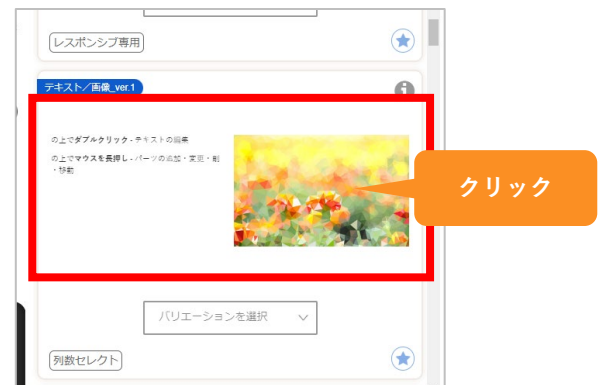 レスポンシブ専用
テキスト／画像_ver.1
の上でダブルクリック - テキストの編集
の上でマウスを長押し - パーツの追加・変更・削
・移動
クリック
バリエーションを選択
列数セレクト